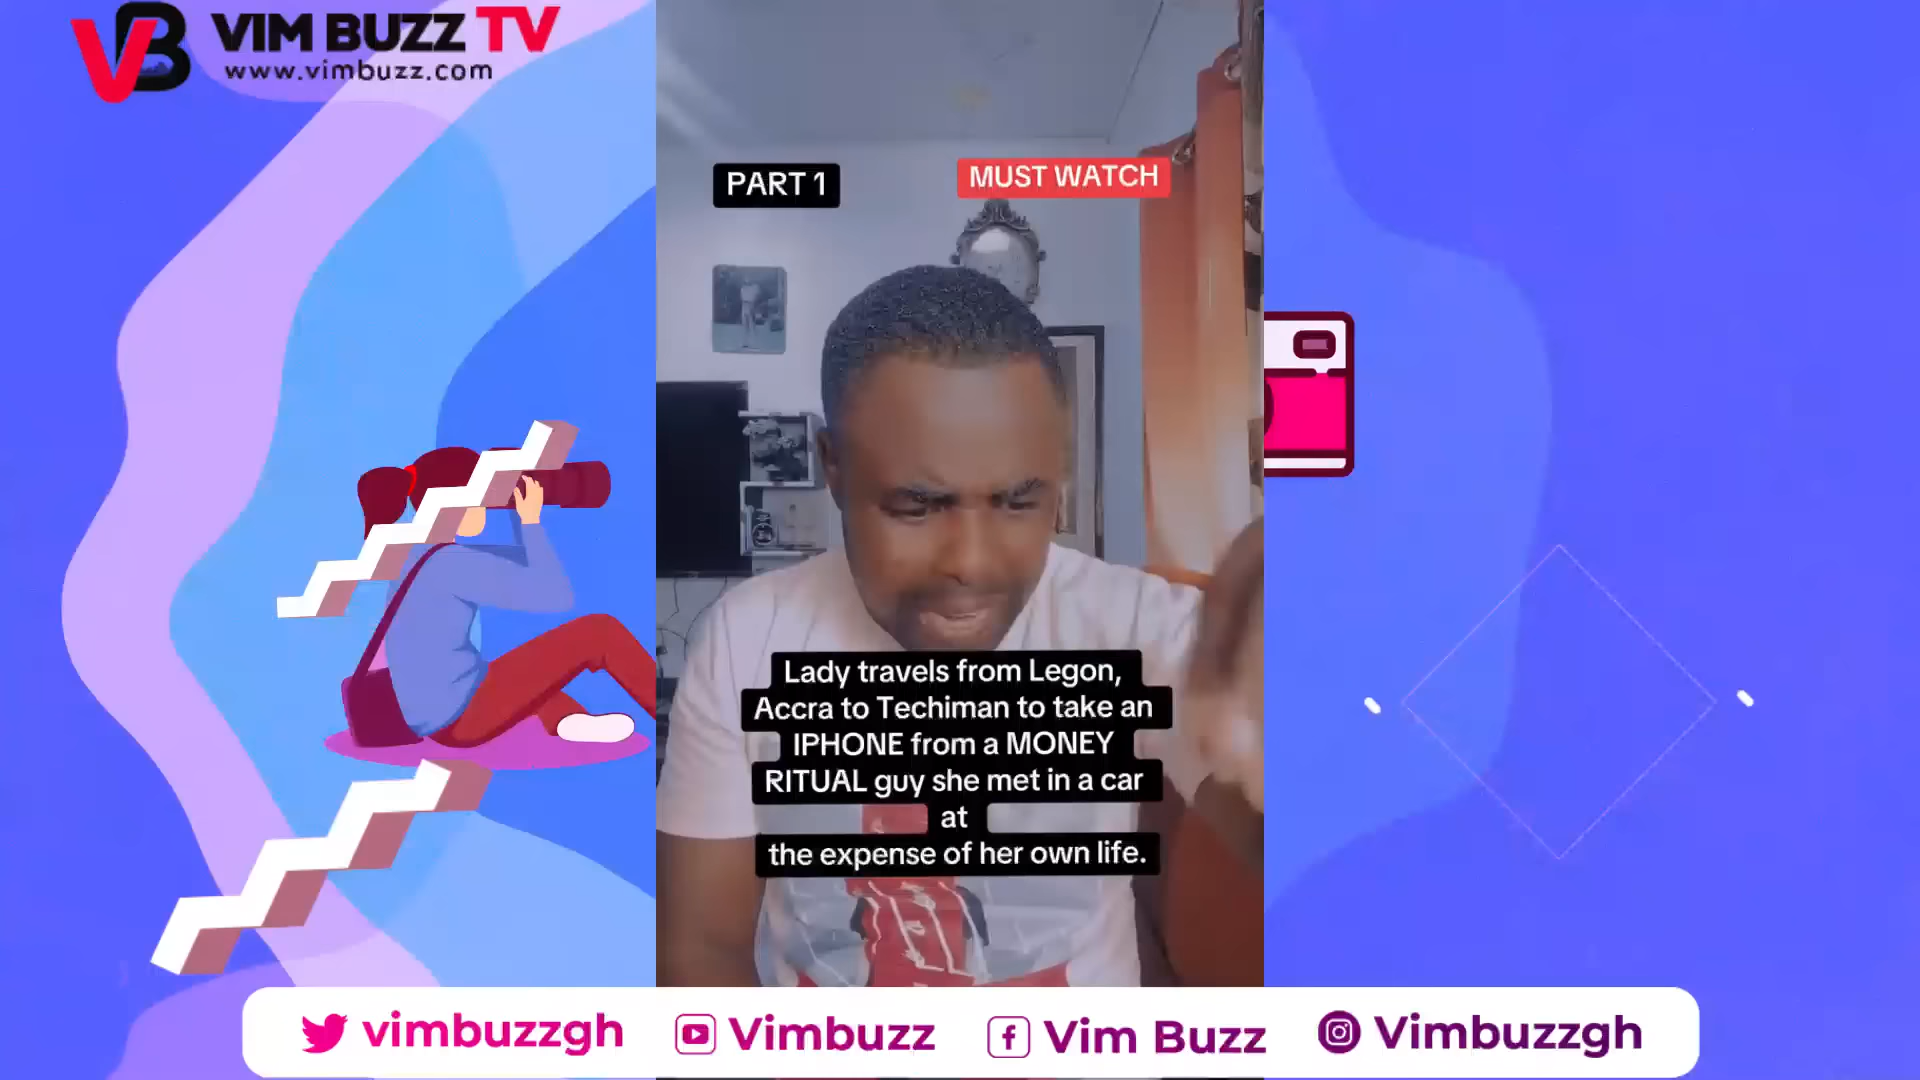 VB VIM BUZZ TV
www.vimbuzz.com
PART 1
MUST WATCH
Lady travels from Legon,
Accra to Techiman to take an
IPHONE from a MONEY
RITUAL guy she met in a car
at
the expense of her own life.
vimbuzzgh
Vimbuzz
Vim Buzz
Vimbuzzgh